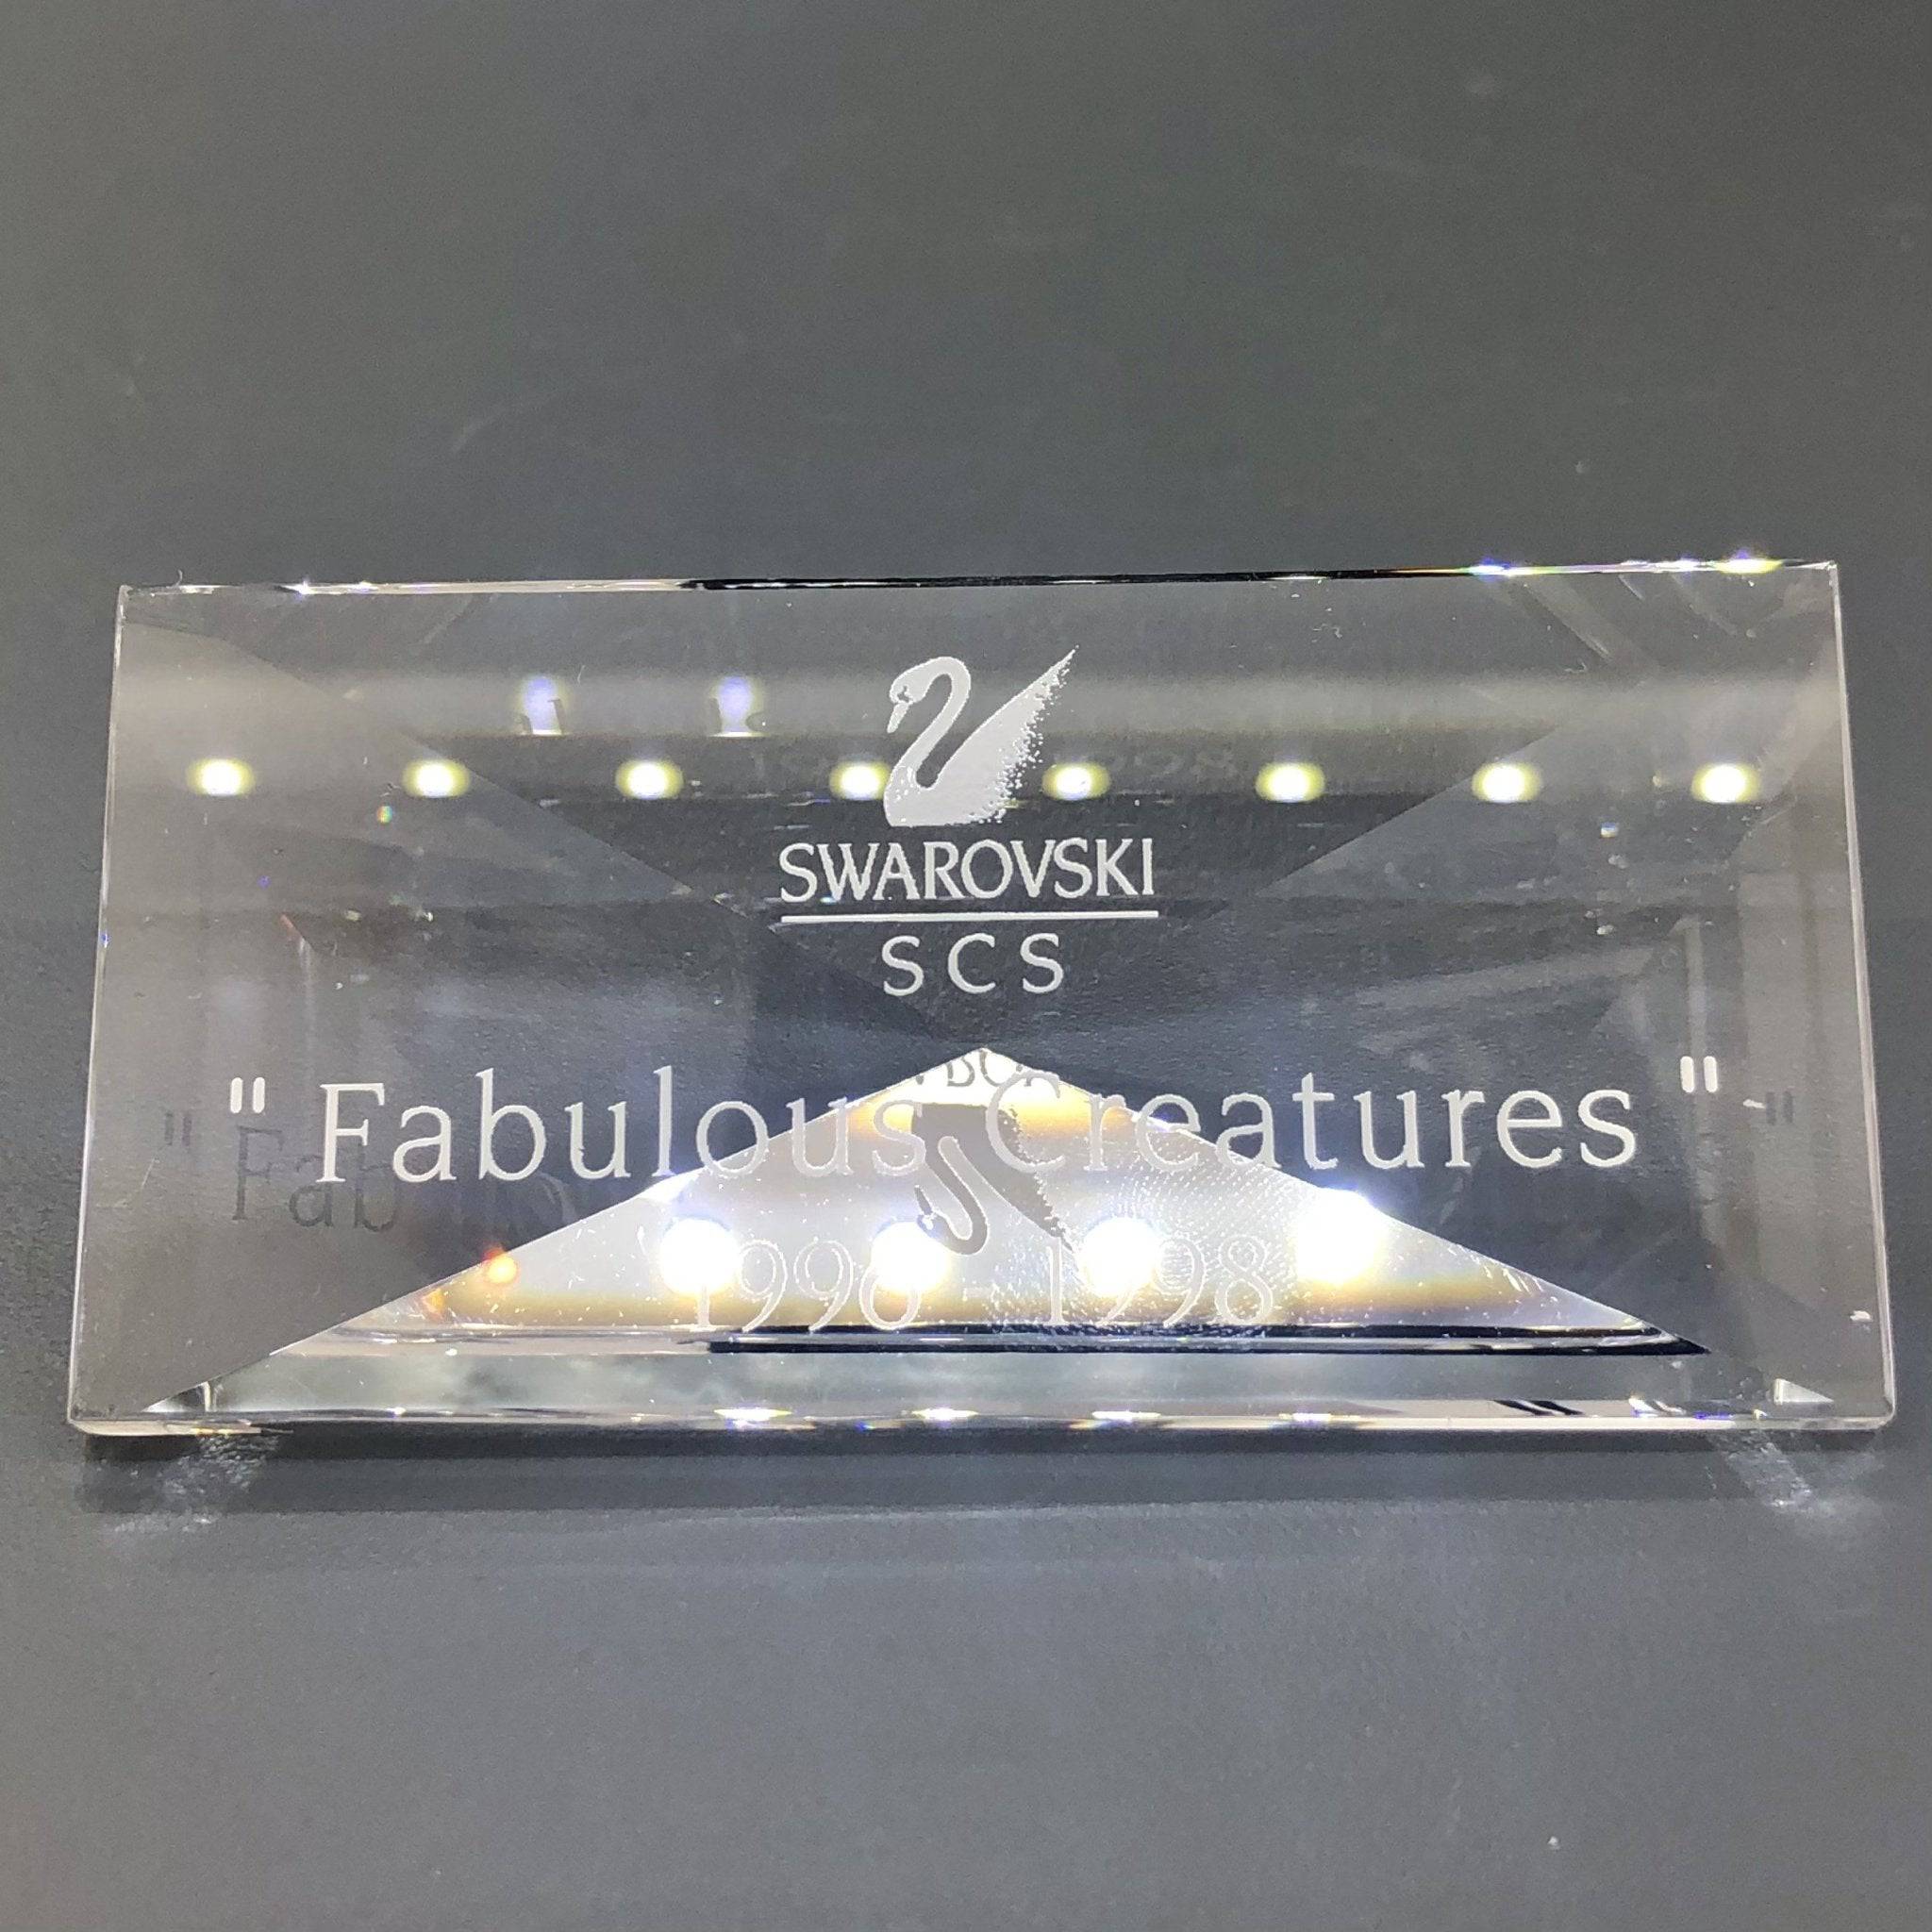 SWAROVSKI
SCS
" Fabulous Creatures "
1996 - 1998